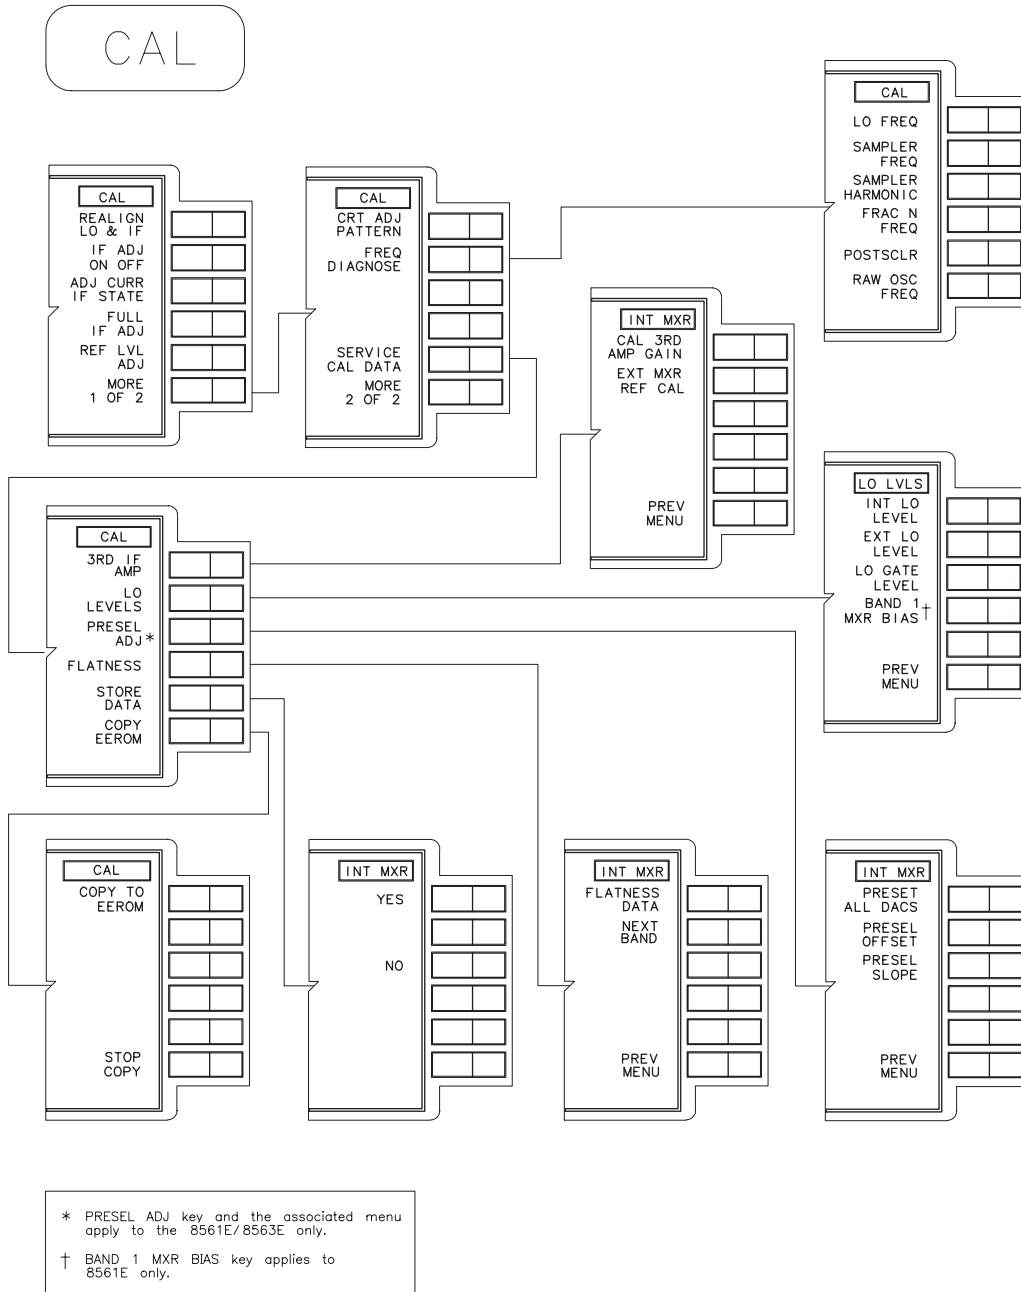 CAL
CAL
REALIGN
LO & IF
IF ADJ
ON OFF
ADJ CURR
IF STATE
FULL
IF ADJ
REF LVL
ADJ
MORE
1 OF 2
CAL
CRT ADJ
PATTERN
FREQ
DIAGNOSE
SERVICE
CAL DATA
MORE
2 OF 2
CAL
LO FREQ
SAMPLER
FREQ
SAMPLER
HARMONIC
FRAC N
FREQ
POSTSCLR
RAW OSC
FREQ
INT MXR
CAL 3RD
AMP GAIN
EXT MXR
REF CAL
PREV
MENU
LO LVLS
INT LO
LEVEL
EXT LO
LEVEL
LO GATE
LEVEL
BAND 1
MXR BIAS†
PREV
MENU
CAL
3RD IF
AMP
LO
LEVELS
PRESEL
ADJ*
FLATNESS
STORE
DATA
COPY
EEROM
CAL
COPY TO
EEROM
STOP
COPY
INT MXR
YES
NO
INT MXR
FLATNESS
DATA
NEXT
BAND
PREV
MENU
INT MXR
PRESET
ALL DACS
PRESEL
OFFSET
PRESEL
SLOPE
PREV
MENU
* PRESEL ADJ key and the associated menu
apply to the 8561E/8563E only.
† BAND 1 MXR BIAS key applies to
8561E only.